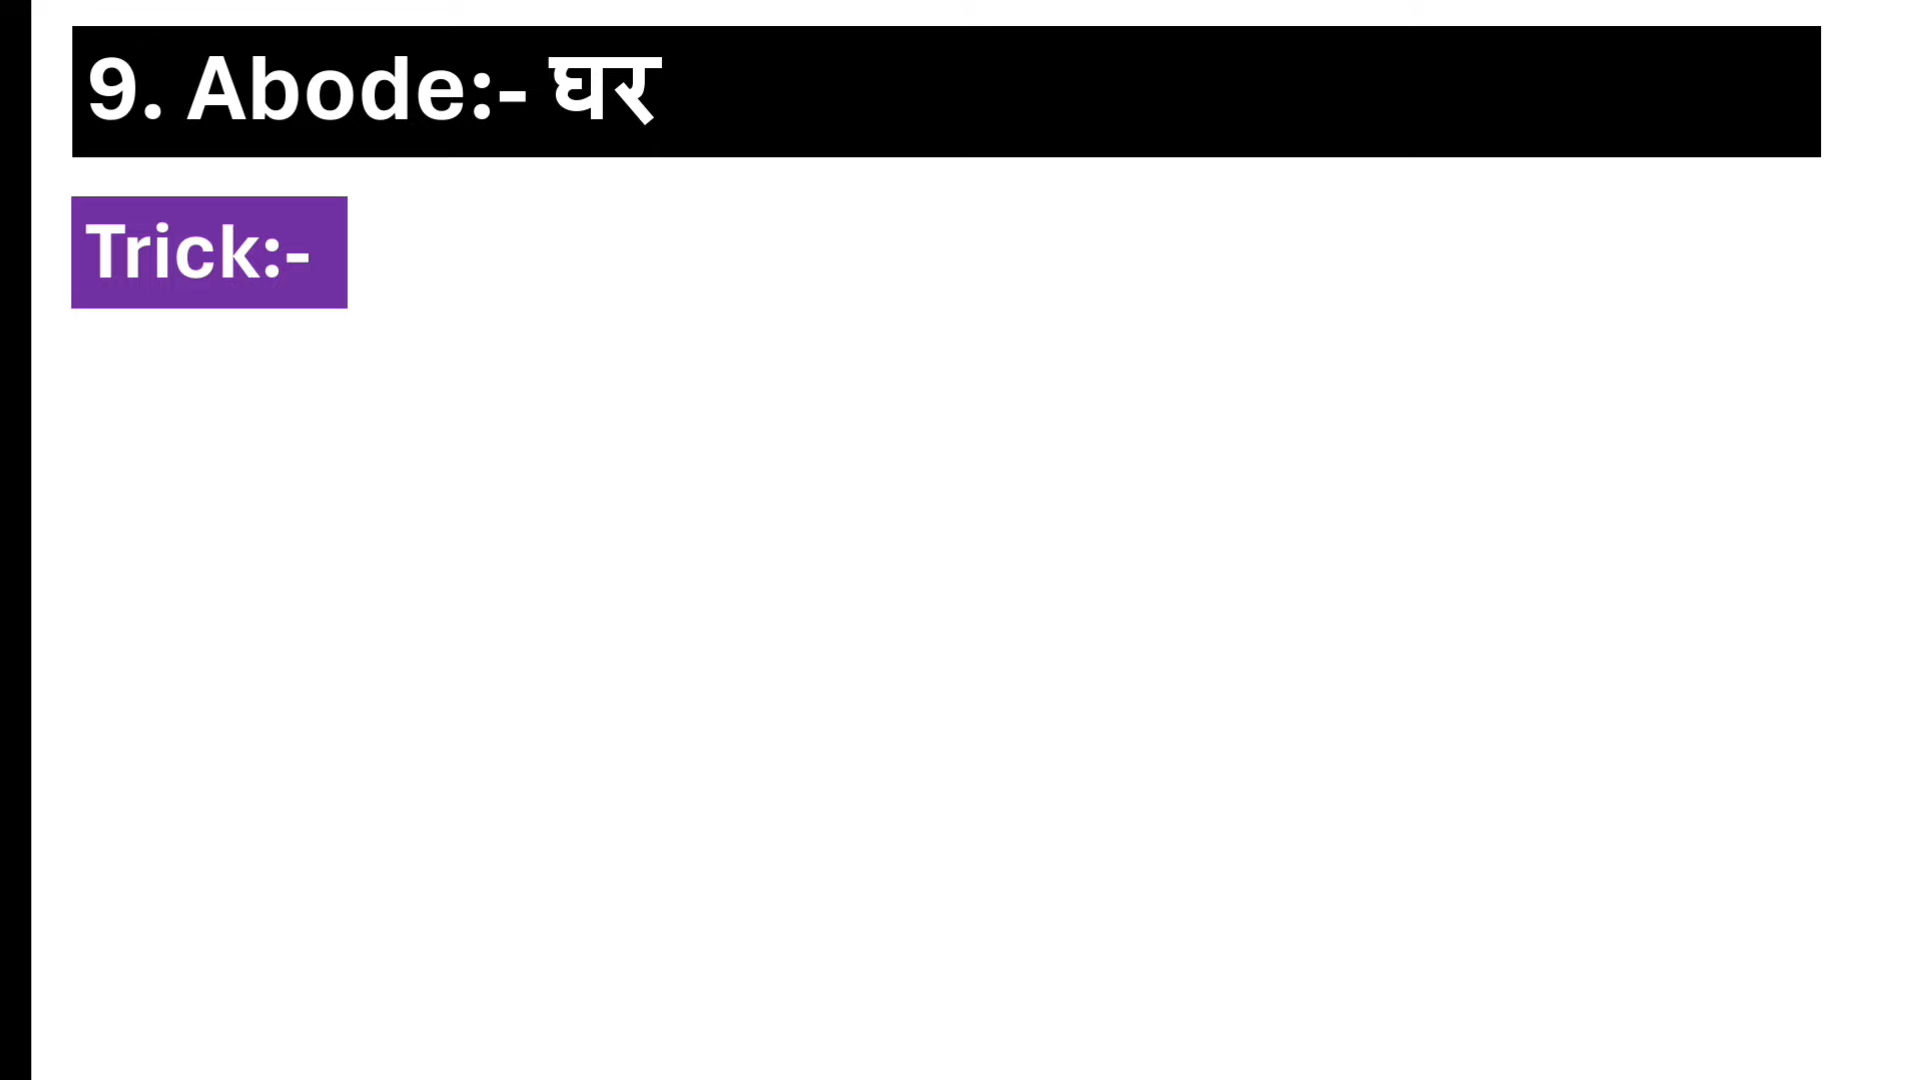 9. Abode:- घर
Trick:-